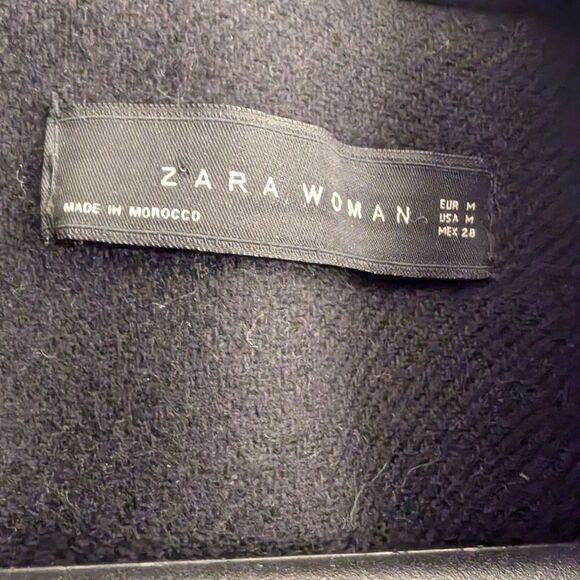 ZARA WOMAN
MADE IN MOROCCO
EUR M
USA M
MEX 28